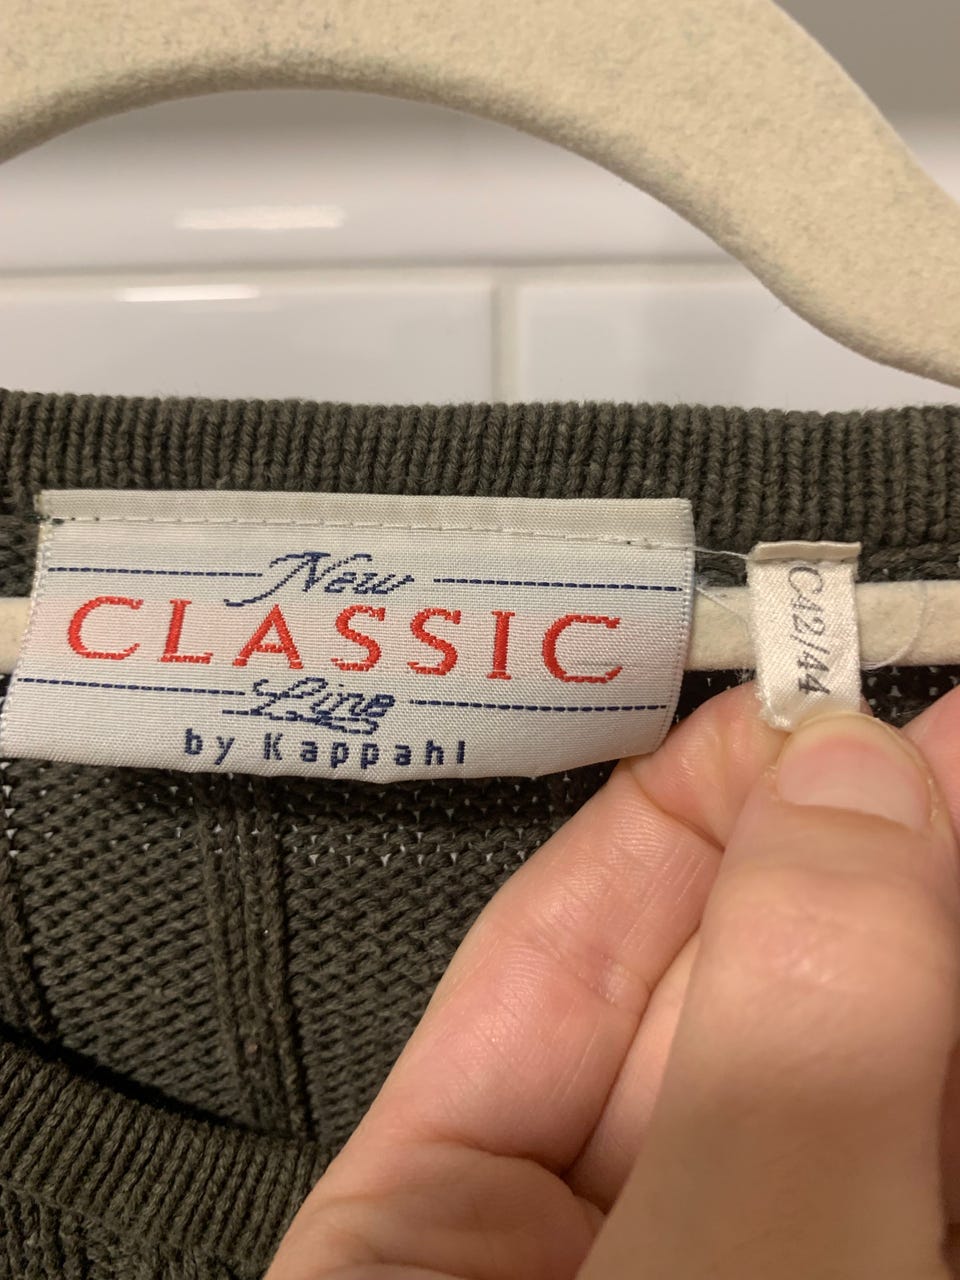 New
CLASSIC
Line
by Kappahl
C42/44